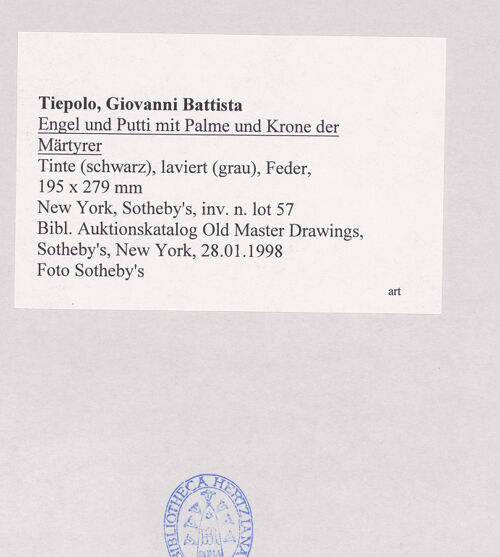 Tiepolo, Giovanni Battista
Engel und Putti mit Palme und Krone der
Märtyrer
Tinte (schwarz), laviert (grau), Feder,
195 x 279 mm
New York, Sotheby's, inv. n. lot 57
Bibl. Auktionskatalog Old Master Drawings,
Sotheby's, New York, 28.01.1998
Foto Sotheby's
art
BIBLIOTHECA HERTZIANA
ROMA